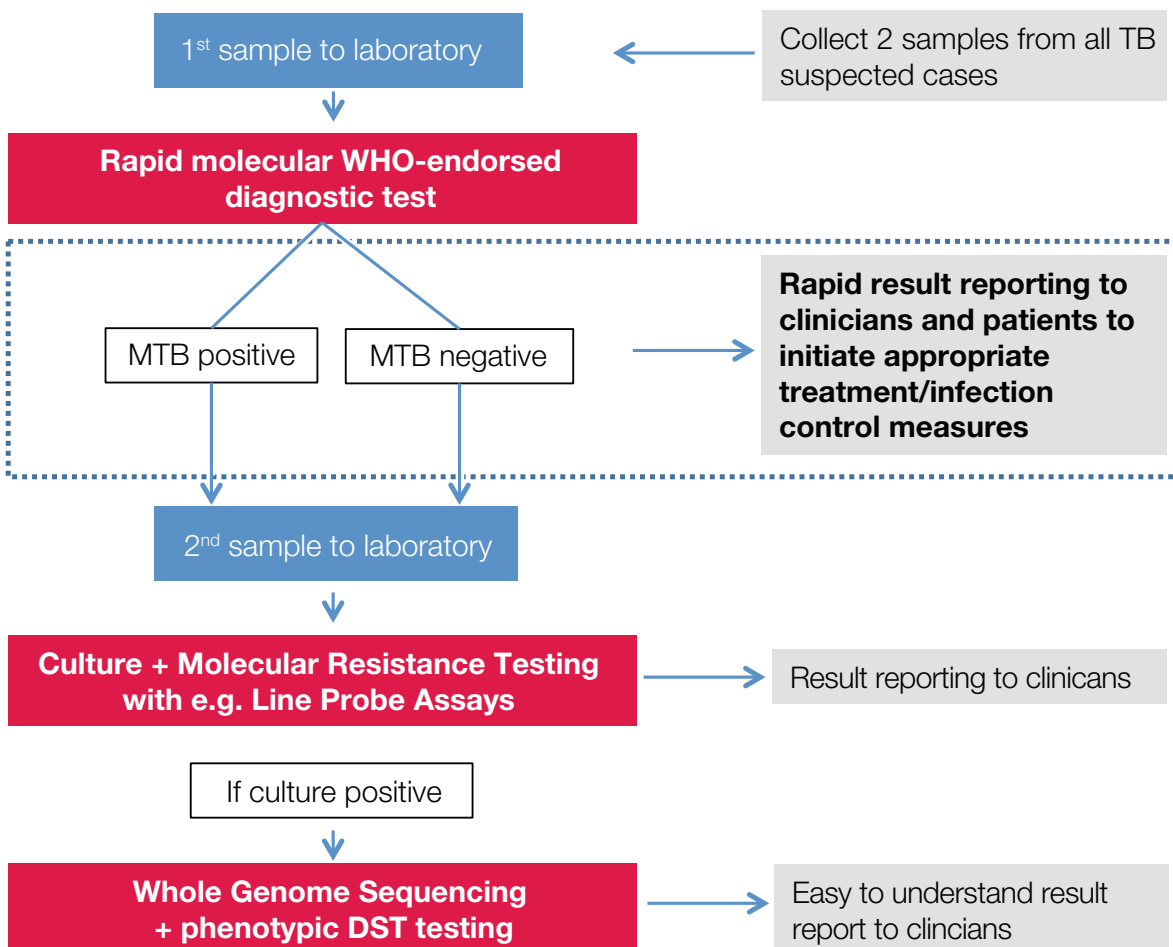 1st sample to laboratory
Collect 2 samples from all TB
suspected cases
Rapid molecular WHO-endorsed
diagnostic test
MTB positive
MTB negative
Rapid result reporting to
clinicians and patients to
initiate appropriate
treatment/infection
control measures
2nd sample to laboratory
Culture + Molecular Resistance Testing
with e.g. Line Probe Assays
Result reporting to clinicans
If culture positive
Whole Genome Sequencing
+ phenotypic DST testing
Easy to understand result
report to clincians